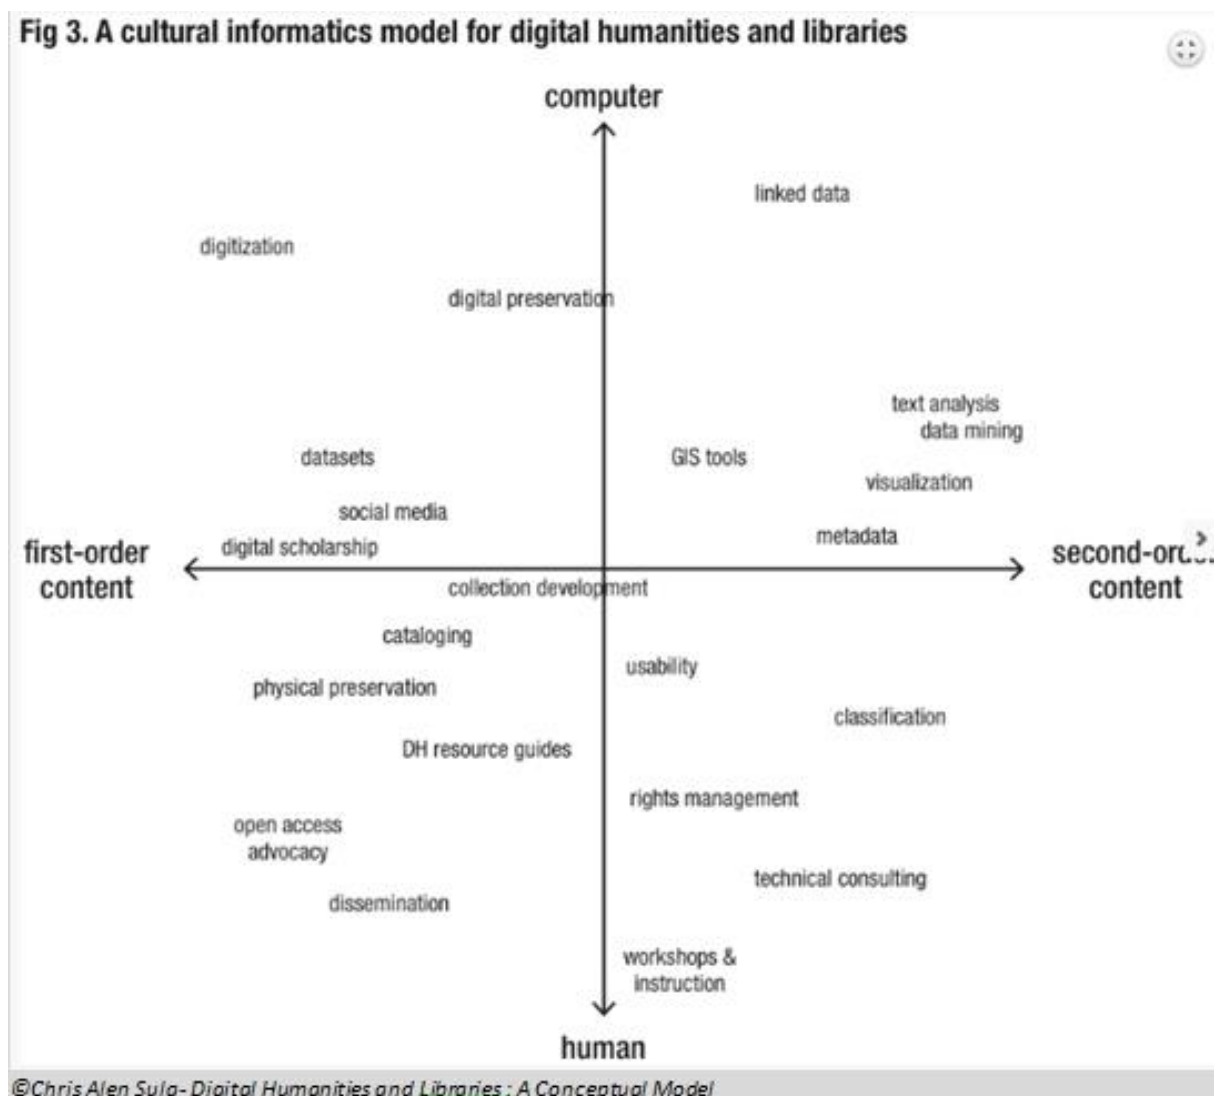 Fig 3. A cultural informatics model for digital humanities and libraries
computer
linked data
digitization
digital preservation
text analysis
data mining
datasets
GIS tools
visualization
social media
metadata
digital scholarship
first-order
content
second-or
content
collection development
cataloging
usability
physical preservation
classification
DH resource guides
rights management
open access
advocacy
technical consulting
dissemination
workshops &
instruction
human
©Chris Alen Sula- Digital Humanities and Libraries : A Conceptual Model